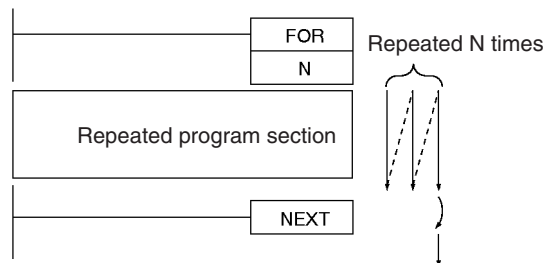 FOR
N
Repeated N times
Repeated program section
NEXT